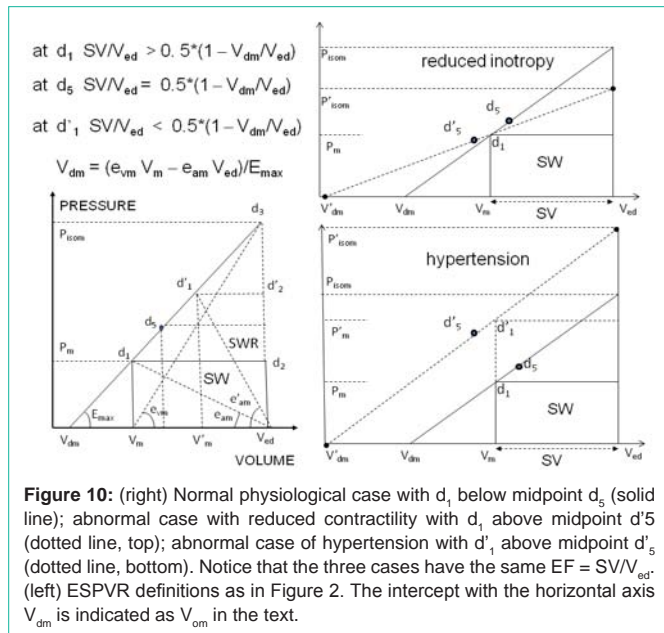 at d₁ SV/Vₑd > 0. 5*(1 – Vdm/Ved)
at d₅ SV/Ved = 0.5*(1 – Vdm/Ved)
at d'₁ SV/Ved < 0.5*(1 – Vdm/Ved)
Vdm = (evm Vm – eam Ved)/Emax
PRESSURE
Pisom
d₃
d'₁
d'₂
d₅
SWR
Pm
d₁
d₂
SW
e'am
Emax
evm
eam
Vdm
Vm
V'm
Ved
VOLUME
Pisom
reduced inotropy
P'isom
d₅
d'₅
Pm
d₁
SW
V'dm
Vdm
Vm
SV
Ved
P'isom
hypertension
Pisom
P'm
d'₅
d'₁
d₅
Pm
d₁
SW
V'dm
Vdm
Vm
SV
Ved
Figure 10: (right) Normal physiological case with d₁ below midpoint d₅ (solid
line); abnormal case with reduced contractility with d₁ above midpoint d'5
(dotted line, top); abnormal case of hypertension with d'₁ above midpoint d'₅
(dotted line, bottom). Notice that the three cases have the same EF = SV/Ved.
(left) ESPVR definitions as in Figure 2. The intercept with the horizontal axis
Vdm is indicated as Vom in the text.